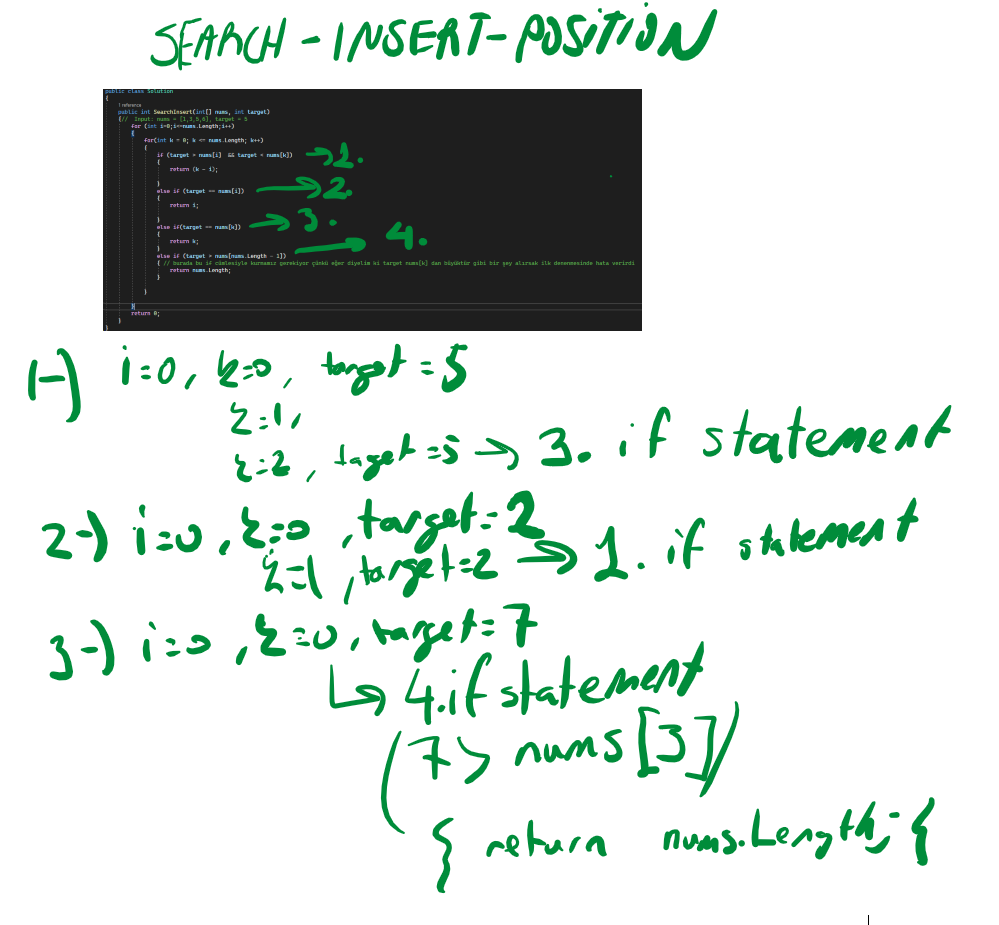 SEARCH-INSERT-POSITION
public class Solution
{
1 reference
public int SearchInsert(int[] nums, int target)
{// Input: nums = [1,3,5,6], target = 5
for (int i=0;i<=nums.Length;i++)
{
for(int k = 0; k <= nums.Length; k++)
{
if (target > nums[i] && target < nums[k]) →1.
{
return (k - i);
}
else if (target == nums[i]) →2.
{
return i;
}
else if(target == nums[k]) →3.
{
return k;
}
else if (target > nums[nums.Length - 1]) →4.
{ // burada bu if cümlesiyle kurmamız gerekiyor çünkü eğer diyelim ki target nums[k] dan büyüktür gibi bir şey alırsak ilk denenmesinde hata verirdi
return nums.Length;
}
}
}
return 0;
}
}
1-) i=0, k=0, target=5
k=1,
k=2, taget=5 → 3. if statement
2-) i=0, k=0, target=2
k=1, target=2 → 1. if statement
3-) i=0, k=0, target=7
↳ 4.if statement
(7> nums[3])
{ return nums.Length; {